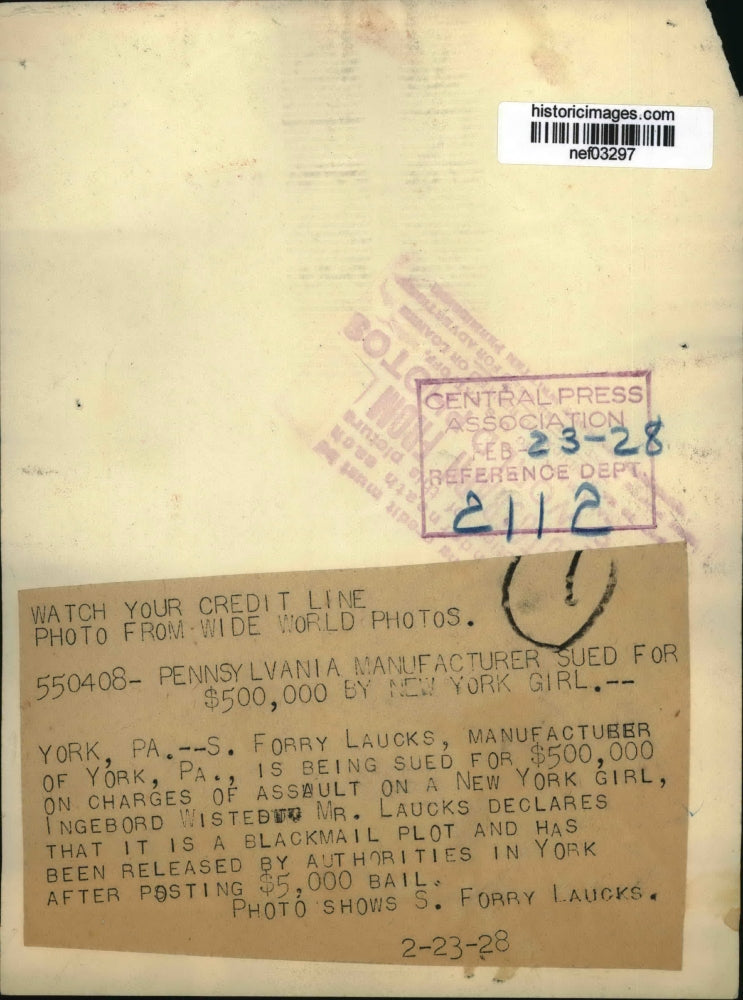 historicimages.com
nef03297
PHOTOS
FROM
CENTRAL PRESS
ASSOCIATION
FEB 23-28
REFERENCE DEPT.
2112
1
WATCH YOUR CREDIT LINE
PHOTO FROM WIDE WORLD PHOTOS.
550408- PENNSYLVANIA MANUFACTURER SUED FOR
$500,000 BY NEW YORK GIRL.--
YORK, PA.--S. FORRY LAUCKS, MANUFACTURER
OF YORK, PA., IS BEING SUED FOR $500,000
ON CHARGES OF ASSAULT ON A NEW YORK GIRL,
INGEBORD WISTED MR. LAUCKS DECLARES
THAT IT IS A BLACKMAIL PLOT AND HAS
BEEN RELEASED BY AUTHORITIES IN YORK
AFTER POSTING $5,000 BAIL.
PHOTO SHOWS S. FORRY LAUCKS.
2-23-28